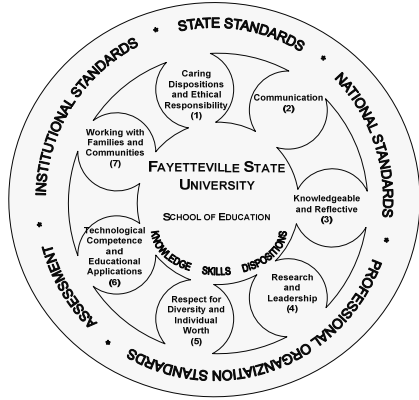 INSTITUTIONAL STANDARDS * STATE STANDARDS * NATIONAL STANDARDS * PROFESSIONAL ORGANZIATION STANDARDS * ASSESSMENT *
Caring
Dispositions
and Ethical
Responsibility
(1)
Communication
(2)
Knowledgeable
and Reflective
(3)
Research
and
Leadership
(4)
Respect for
Diversity and
Individual
Worth
(5)
Technological
Competence
and
Educational
Applications
(6)
Working with
Families and
Communities
(7)
FAYETTEVILLE STATE
UNIVERSITY
SCHOOL OF EDUCATION
KNOWLEDGE SKILLS DISPOSITIONS